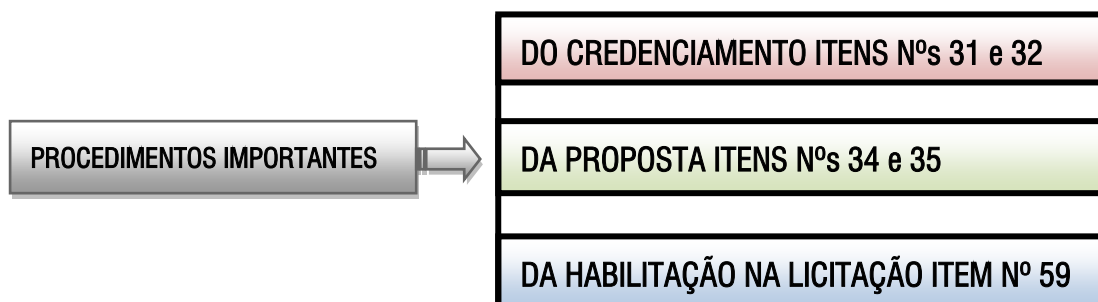 PROCEDIMENTOS IMPORTANTES
DO CREDENCIAMENTO ITENS Nºs 31 e 32
DA PROPOSTA ITENS Nºs 34 e 35
DA HABILITAÇÃO NA LICITAÇÃO ITEM Nº 59